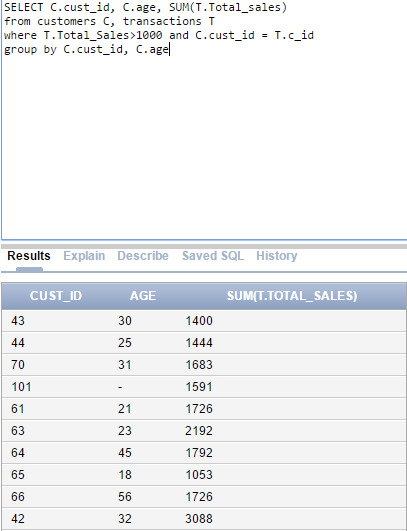 SELECT C.cust_id, C.age, SUM(T.Total_sales)
from customers C, transactions T
where T.Total_Sales>1000 and C.cust_id = T.c_id
group by C.cust_id, C.age
Results Explain Describe Saved SQL History
CUST_ID AGE SUM(T.TOTAL_SALES)
43 30 1400
44 25 1444
70 31 1683
101 - 1591
61 21 1726
63 23 2192
64 45 1792
65 18 1053
66 56 1726
42 32 3088